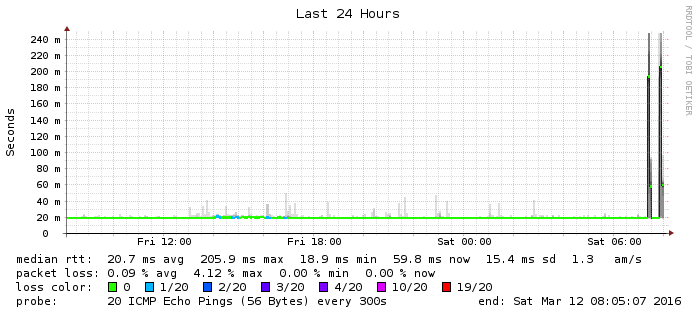 Last 24 Hours
RRDTOOL / TOBI OETIKER
Seconds
240 m
220 m
200 m
180 m
160 m
140 m
120 m
100 m
80 m
60 m
40 m
20 m
0
Fri 12:00 Fri 18:00 Sat 00:00 Sat 06:00
median rtt: 20.7 ms avg 205.9 ms max 18.9 ms min 59.8 ms now 15.4 ms sd 1.3 am/s
packet loss: 0.09 % avg 4.12 % max 0.00 % min 0.00 % now
loss color: 0 1/20 2/20 3/20 4/20 10/20 19/20
probe: 20 ICMP Echo Pings (56 Bytes) every 300s end: Sat Mar 12 08:05:07 2016